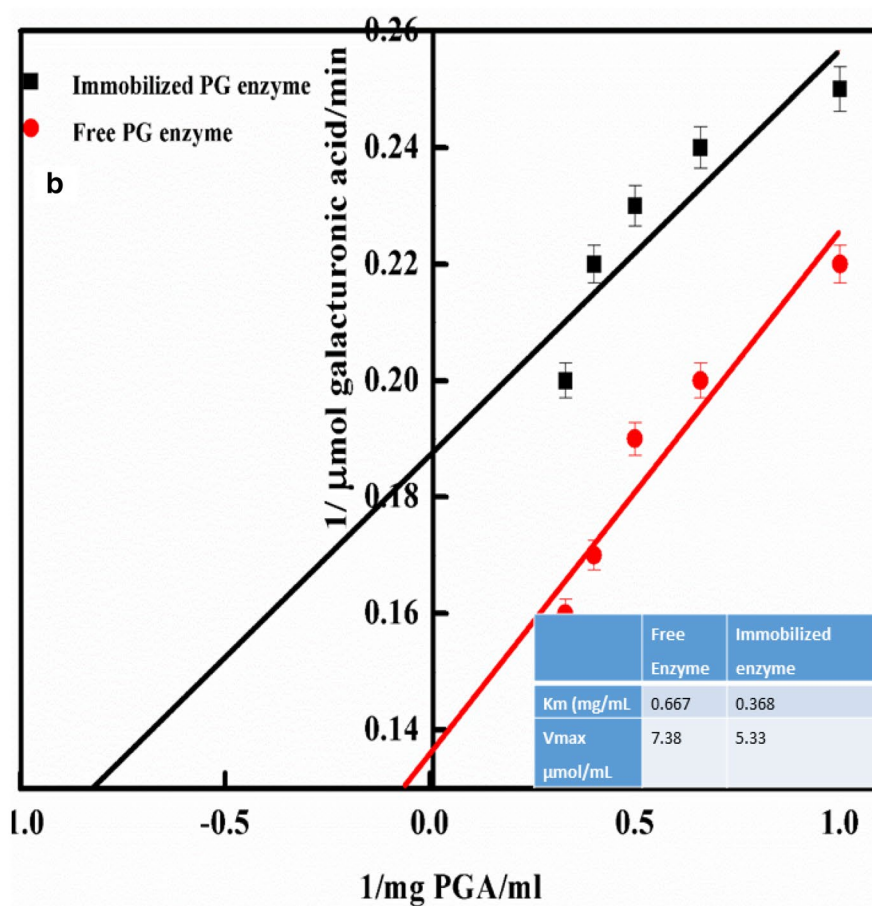 Immobilized PG enzyme
Free PG enzyme
b
1/ μmol galacturonic acid/min
0.26
0.24
0.22
0.20
0.18
0.16
0.14
1.0
-0.5
0.0
0.5
1.0
1/mg PGA/ml
Free Enzyme
Immobilized enzyme
Km (mg/mL
0.667
0.368
Vmax μmol/mL
7.38
5.33